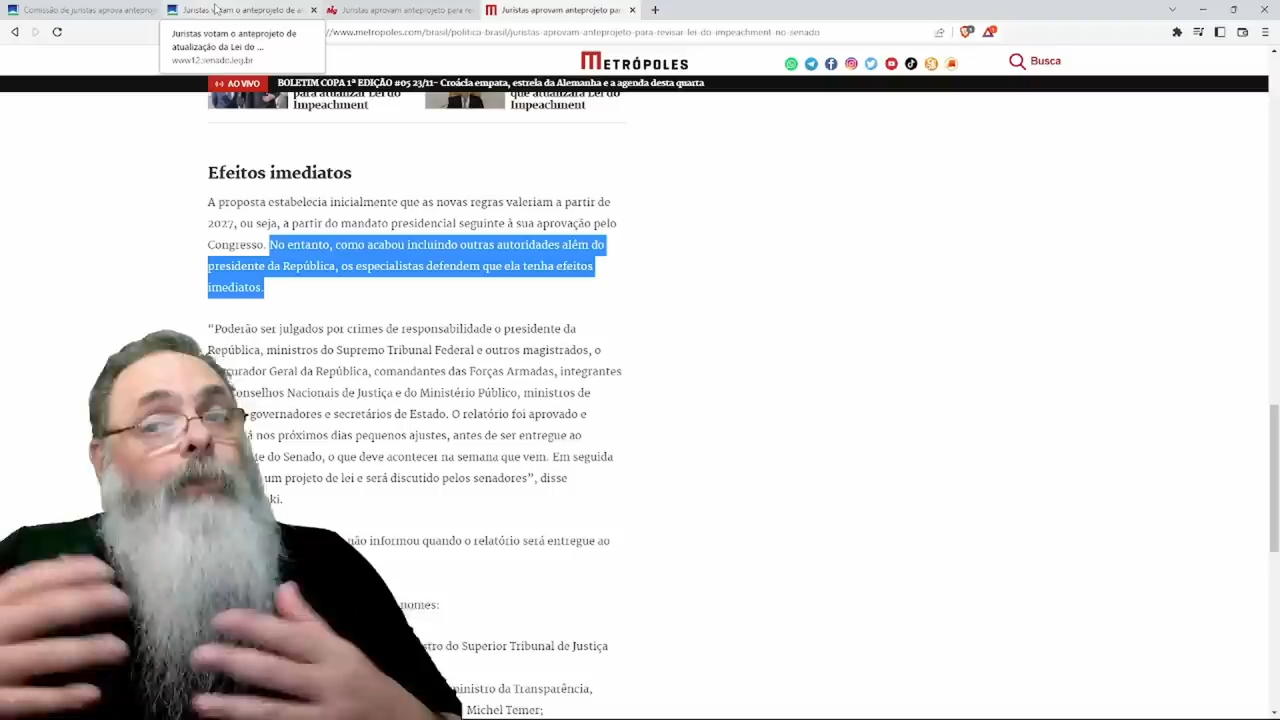 Comissão de juristas aprova anteproje
Juristas votam o anteprojeto de a
Juristas aprovam anteprojeto para re
Juristas aprovam anteprojeto par
Juristas votam o anteprojeto de
atualização da Lei do ...
www12.senado.leg.br
//www.metropoles.com/brasil/politica-brasil/juristas-aprovam-anteprojeto-para-revisar-lei-do-impeachment-no-senado
METRÓPOLES
Busca
AO VIVO BOLETIM COPA 1ª EDIÇÃO #05 23/11- Croácia empata, estreia da Alemanha e a agenda desta quarta
para atualizar Lei do
Impeachment
que atualizará Lei do
Impeachment
Efeitos imediatos
A proposta estabelecia inicialmente que as novas regras valeriam a partir de
2027, ou seja, a partir do mandato presidencial seguinte à sua aprovação pelo
Congresso. No entanto, como acabou incluindo outras autoridades além do
presidente da República, os especialistas defendem que ela tenha efeitos
imediatos.
“Poderão ser julgados por crimes de responsabilidade o presidente da
República, ministros do Supremo Tribunal Federal e outros magistrados, o
curador Geral da República, comandantes das Forças Armadas, integrantes
Conselhos Nacionais de Justiça e do Ministério Público, ministros de
governadores e secretários de Estado. O relatório foi aprovado e
á nos próximos dias pequenos ajustes, antes de ser entregue ao
te do Senado, o que deve acontecer na semana que vem. Em seguida
um projeto de lei e será discutido pelos senadores”, disse
ki.
não informou quando o relatório será entregue ao
nomes:
stro do Superior Tribunal de Justiça
ministro da Transparência,
Michel Temer;